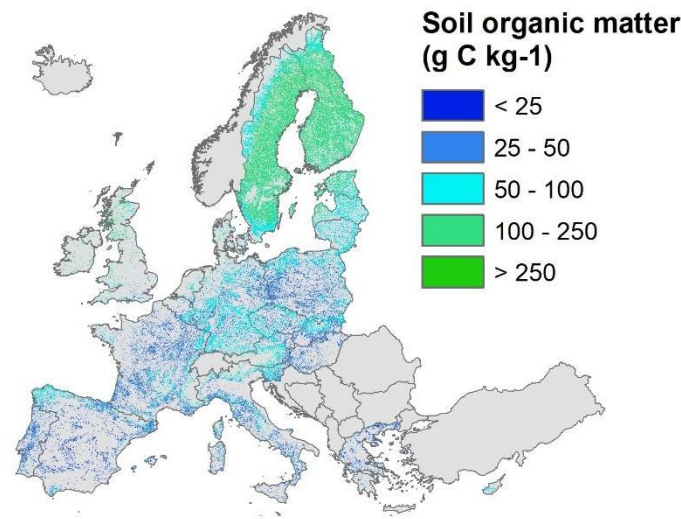 Soil organic matter
(g C kg-1)
< 25
25 - 50
50 - 100
100 - 250
> 250